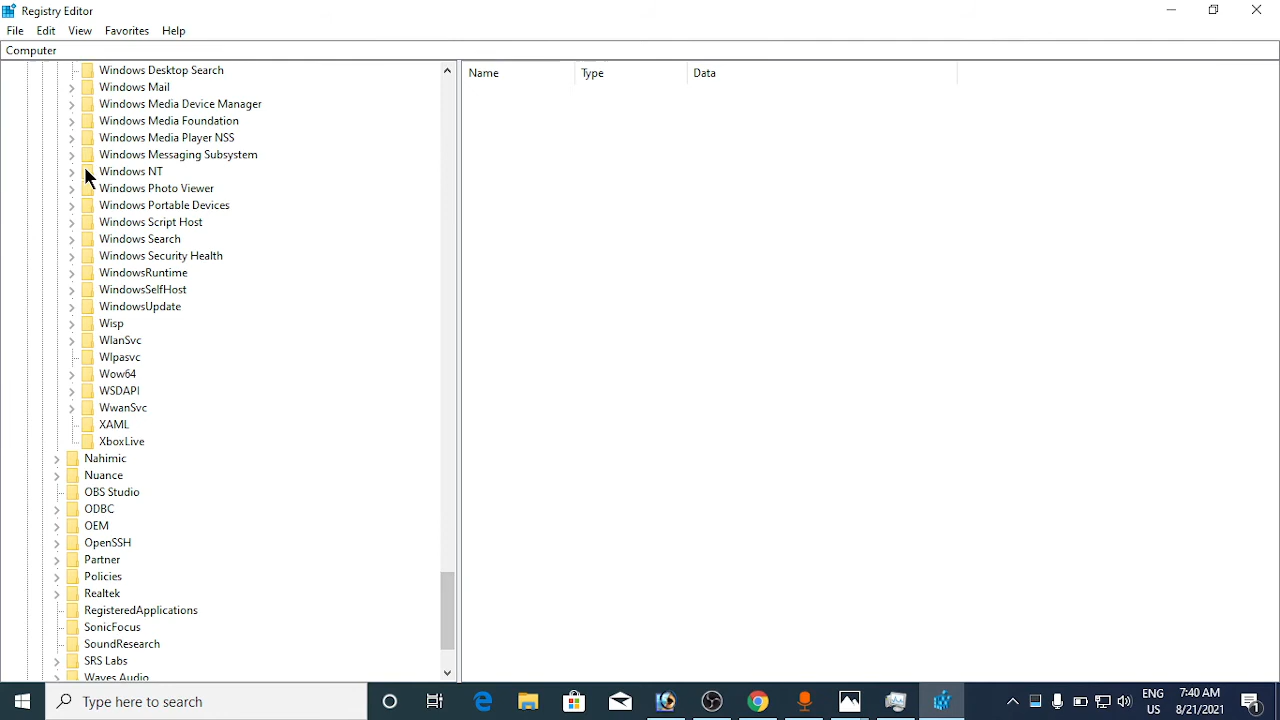 Registry Editor
File Edit View Favorites Help
Computer
Name Type Data
Windows Desktop Search
Windows Mail
Windows Media Device Manager
Windows Media Foundation
Windows Media Player NSS
Windows Messaging Subsystem
Windows NT
Windows Photo Viewer
Windows Portable Devices
Windows Script Host
Windows Search
Windows Security Health
WindowsRuntime
WindowsSelfHost
WindowsUpdate
Wisp
WlanSvc
Wlpasvc
Wow64
WSDAPI
WwanSvc
XAML
XboxLive
Nahimic
Nuance
OBS Studio
ODBC
OEM
OpenSSH
Partner
Policies
Realtek
RegisteredApplications
SonicFocus
SoundResearch
SRS Labs
Waves Audio
Type here to search
ENG 7:40 AM
US 8/21/2021
1